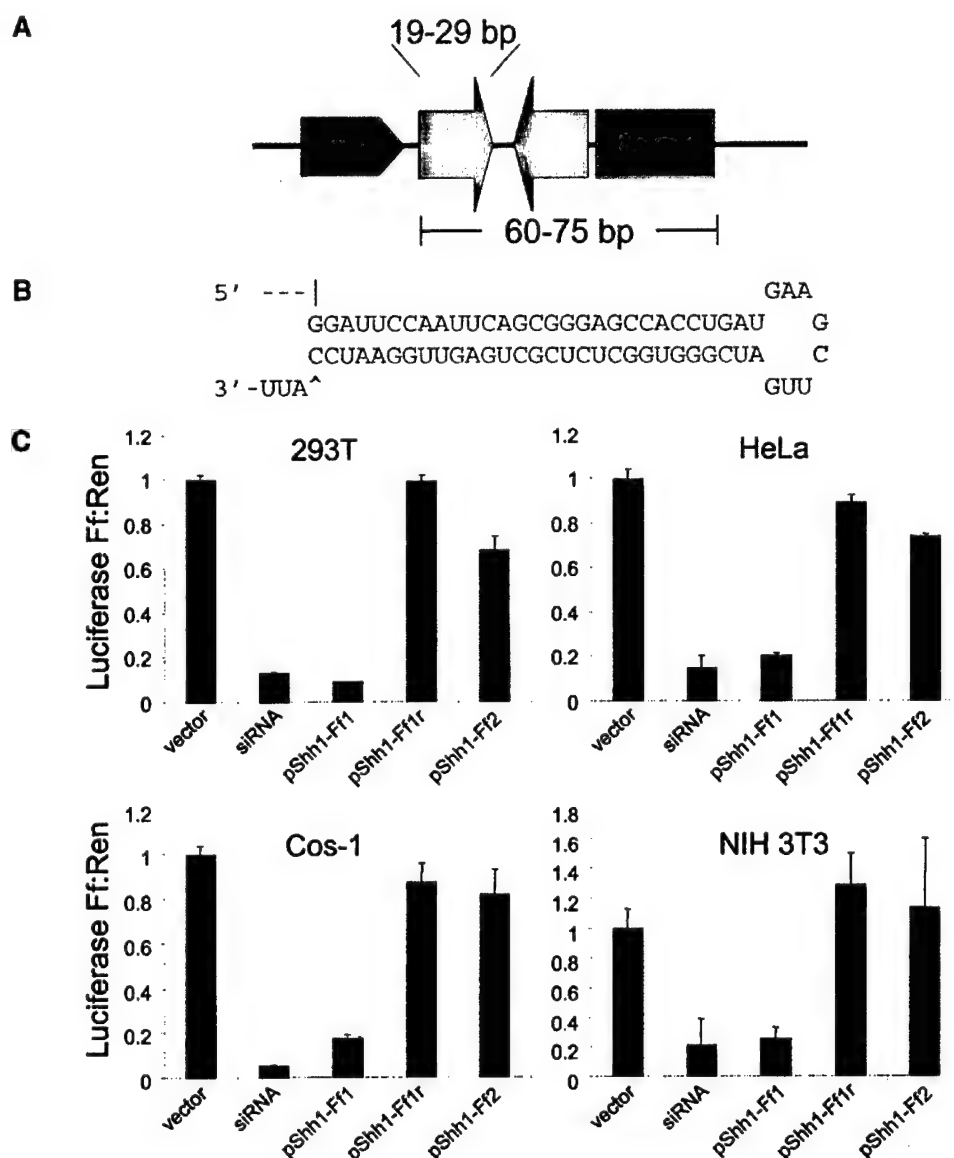 A
19-29 bp
60-75 bp
B
5' ---| GAA
GGAUUCCAAUUCAGCGGGAGCCACCUGAU G
CCUAAGGUUGAGUCGCUCUCGGUGGGCUA C
3'-UUA^ GUU
C
293T
Luciferase Ff:Ren
1.2
1
0.8
0.6
0.4
0.2
0
vector
siRNA
pShh1-Ff1
pShh1-Ff1r
pShh1-Ff2
HeLa
1.2
1
0.8
0.6
0.4
0.2
0
vector
siRNA
pShh1-Ff1
pShh1-Ff1r
pShh1-Ff2
Cos-1
Luciferase Ff:Ren
1.2
1
0.8
0.6
0.4
0.2
0
vector
siRNA
pShh1-Ff1
pShh1-Ff1r
pShh1-Ff2
NIH 3T3
1.8
1.4
1.2
1
0.8
0.6
0.4
0.2
0
vector
siRNA
pShh1-Ff1
pShh1-Ff1r
pShh1-Ff2